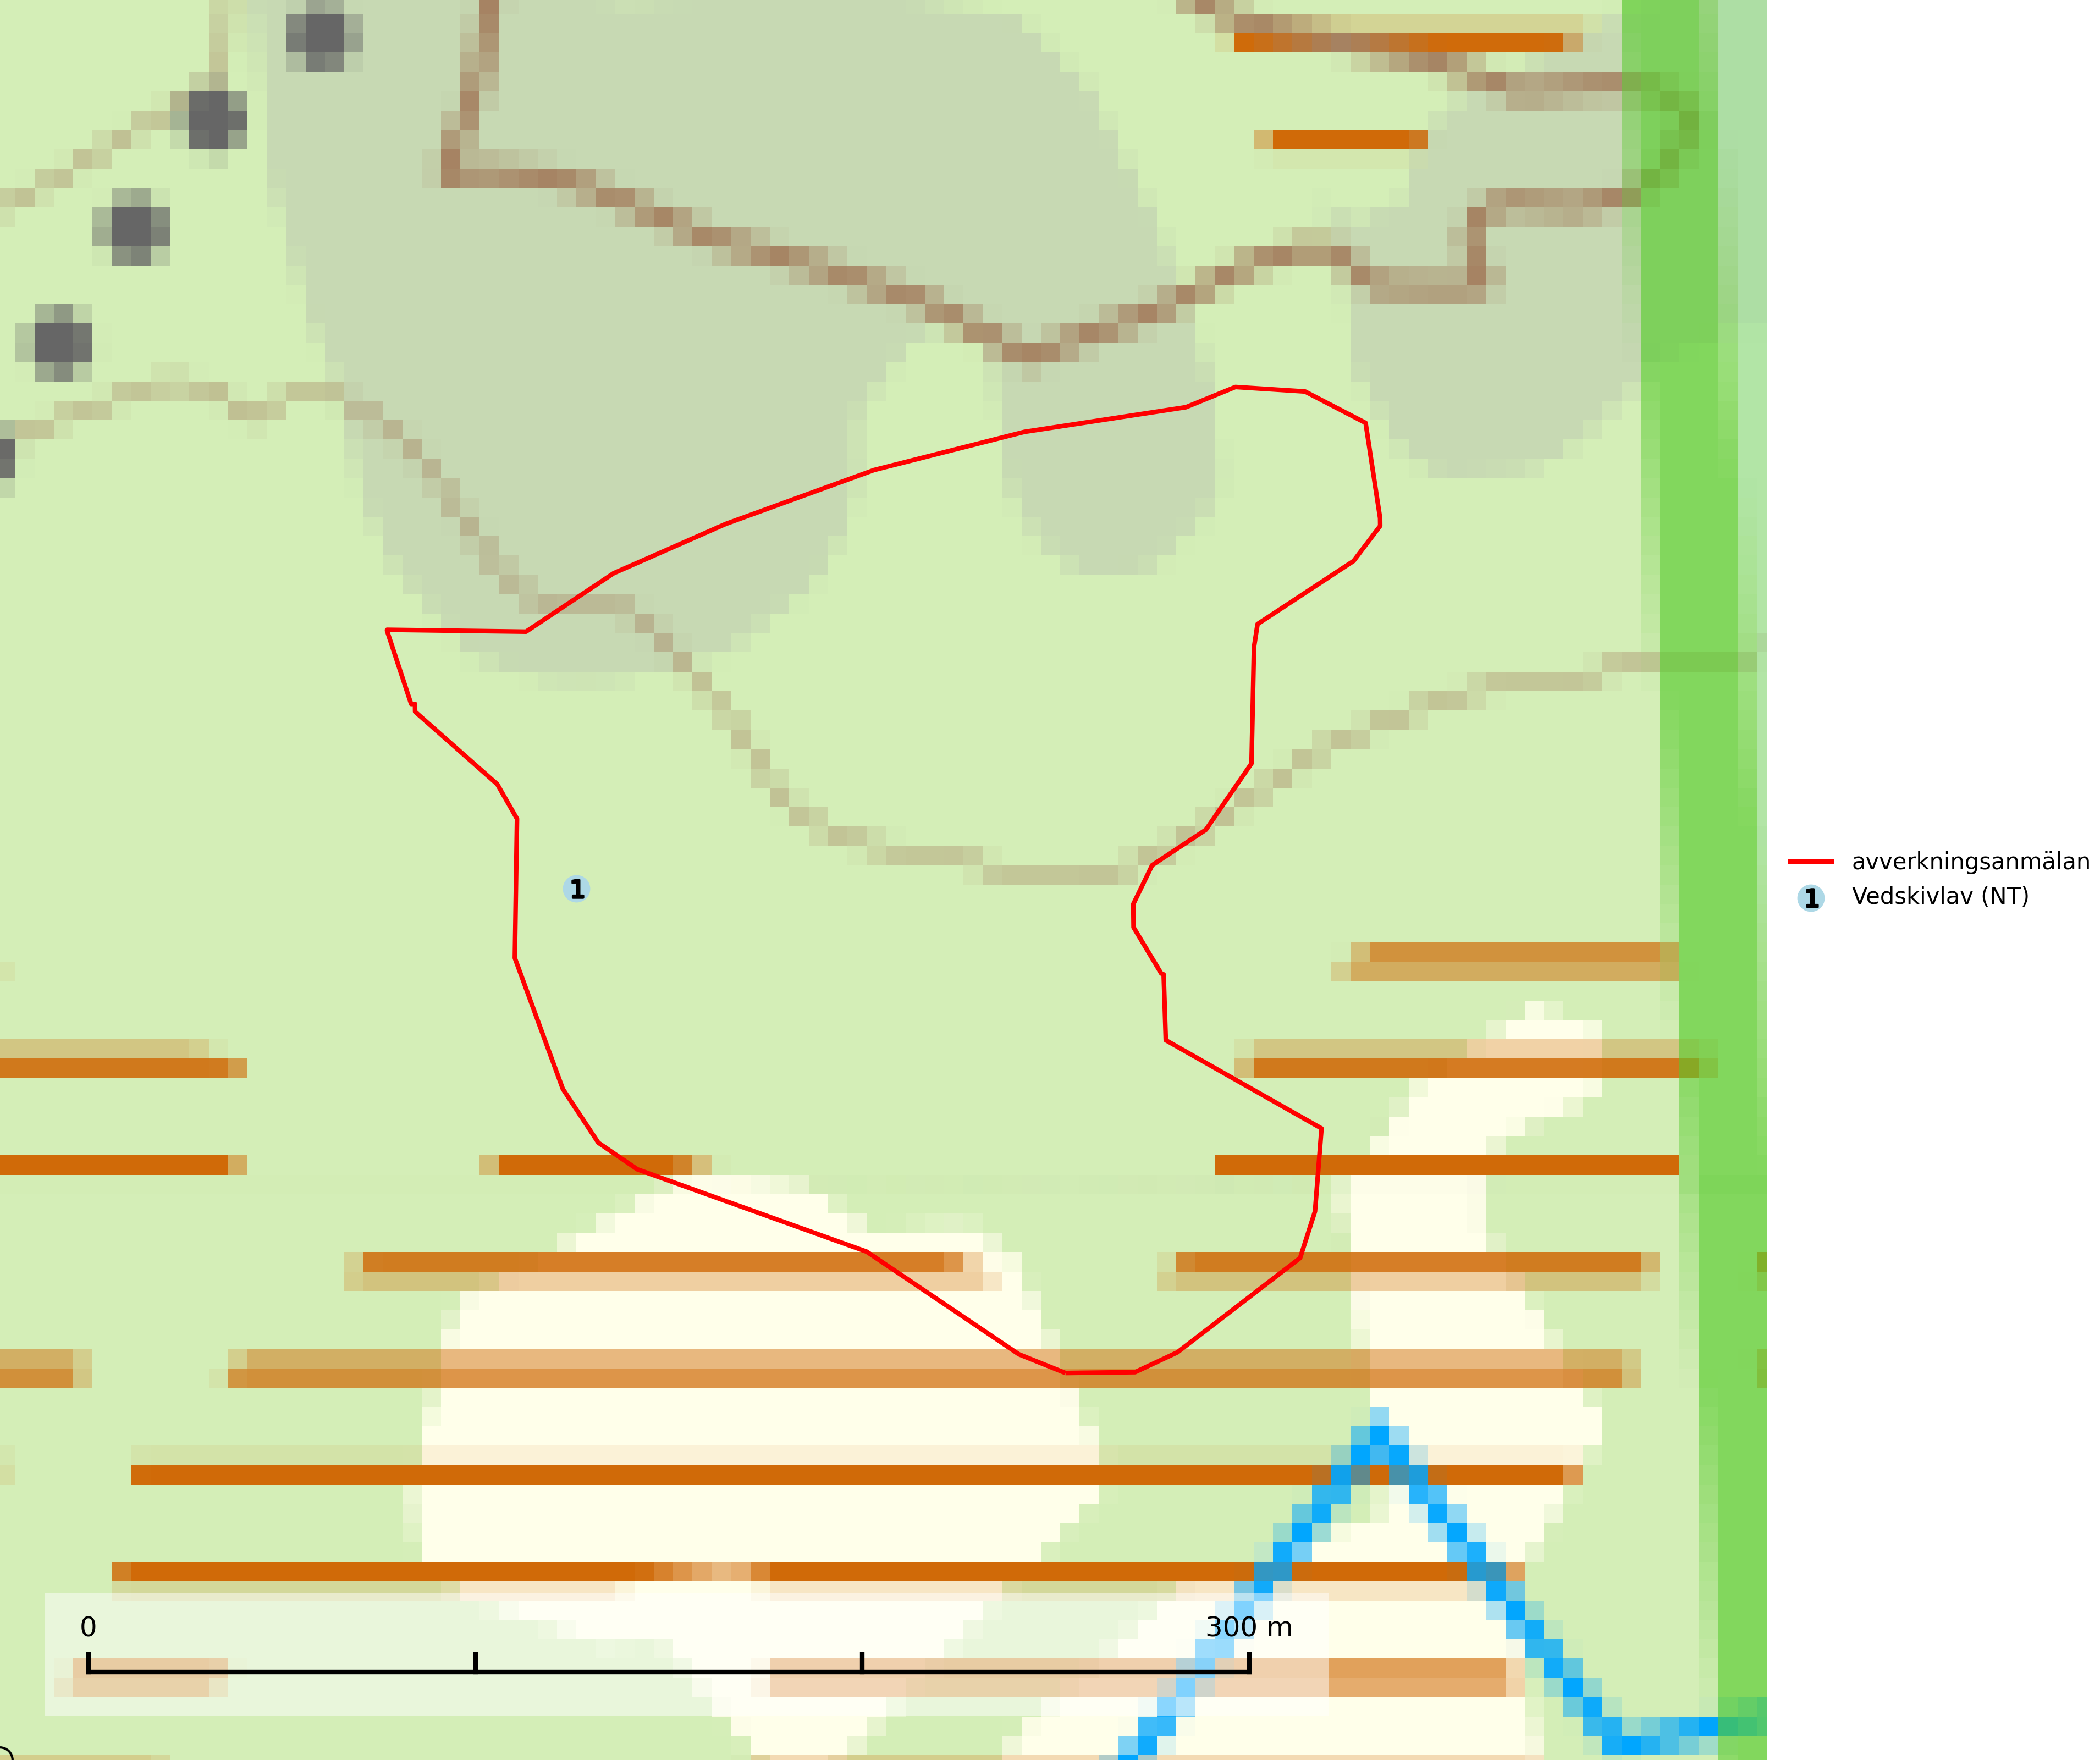 1
avverkningsanmälan
1 Vedskivlav (NT)
0 300 m